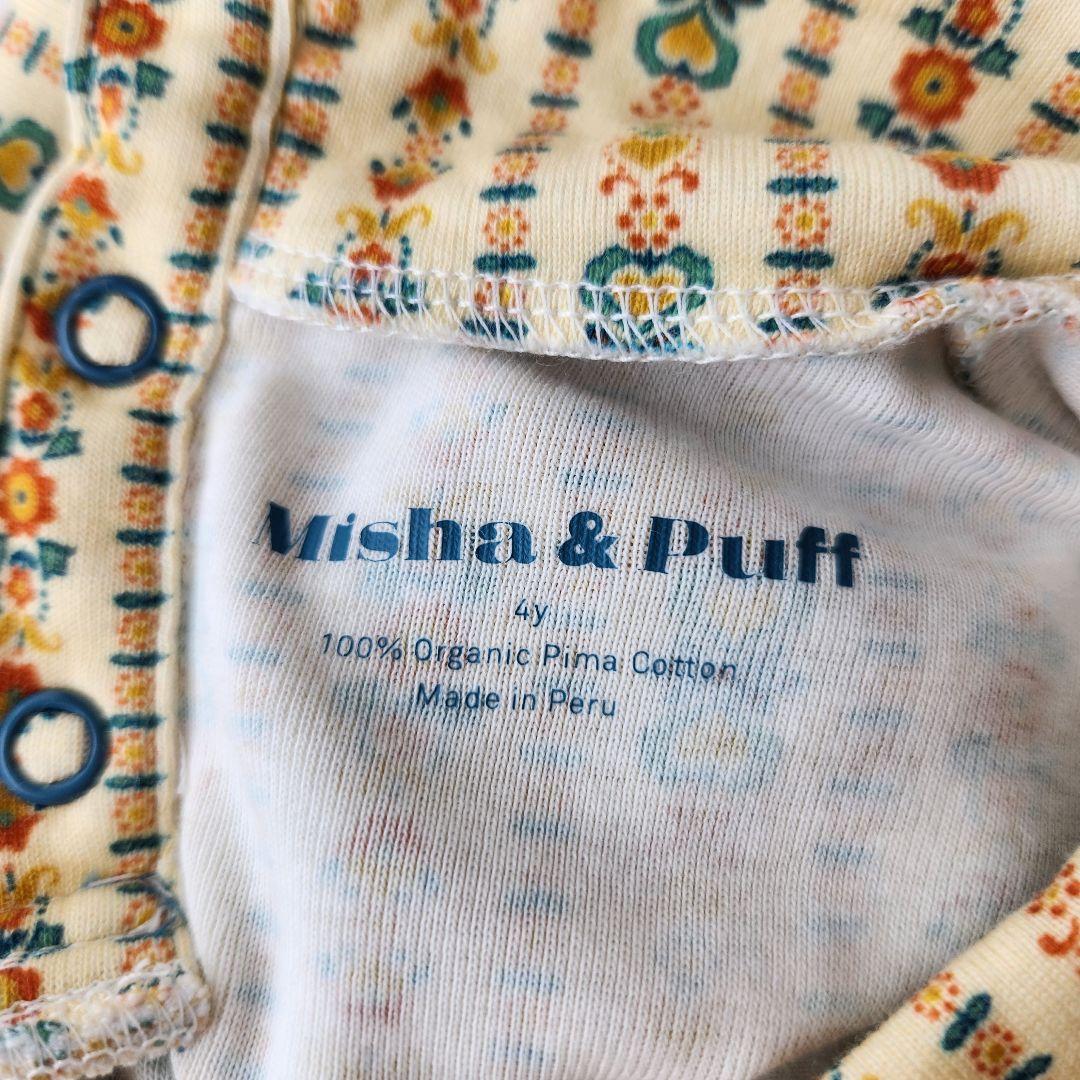 Misha & Puff
4y
100% Organic Pima Cotton
Made in Peru